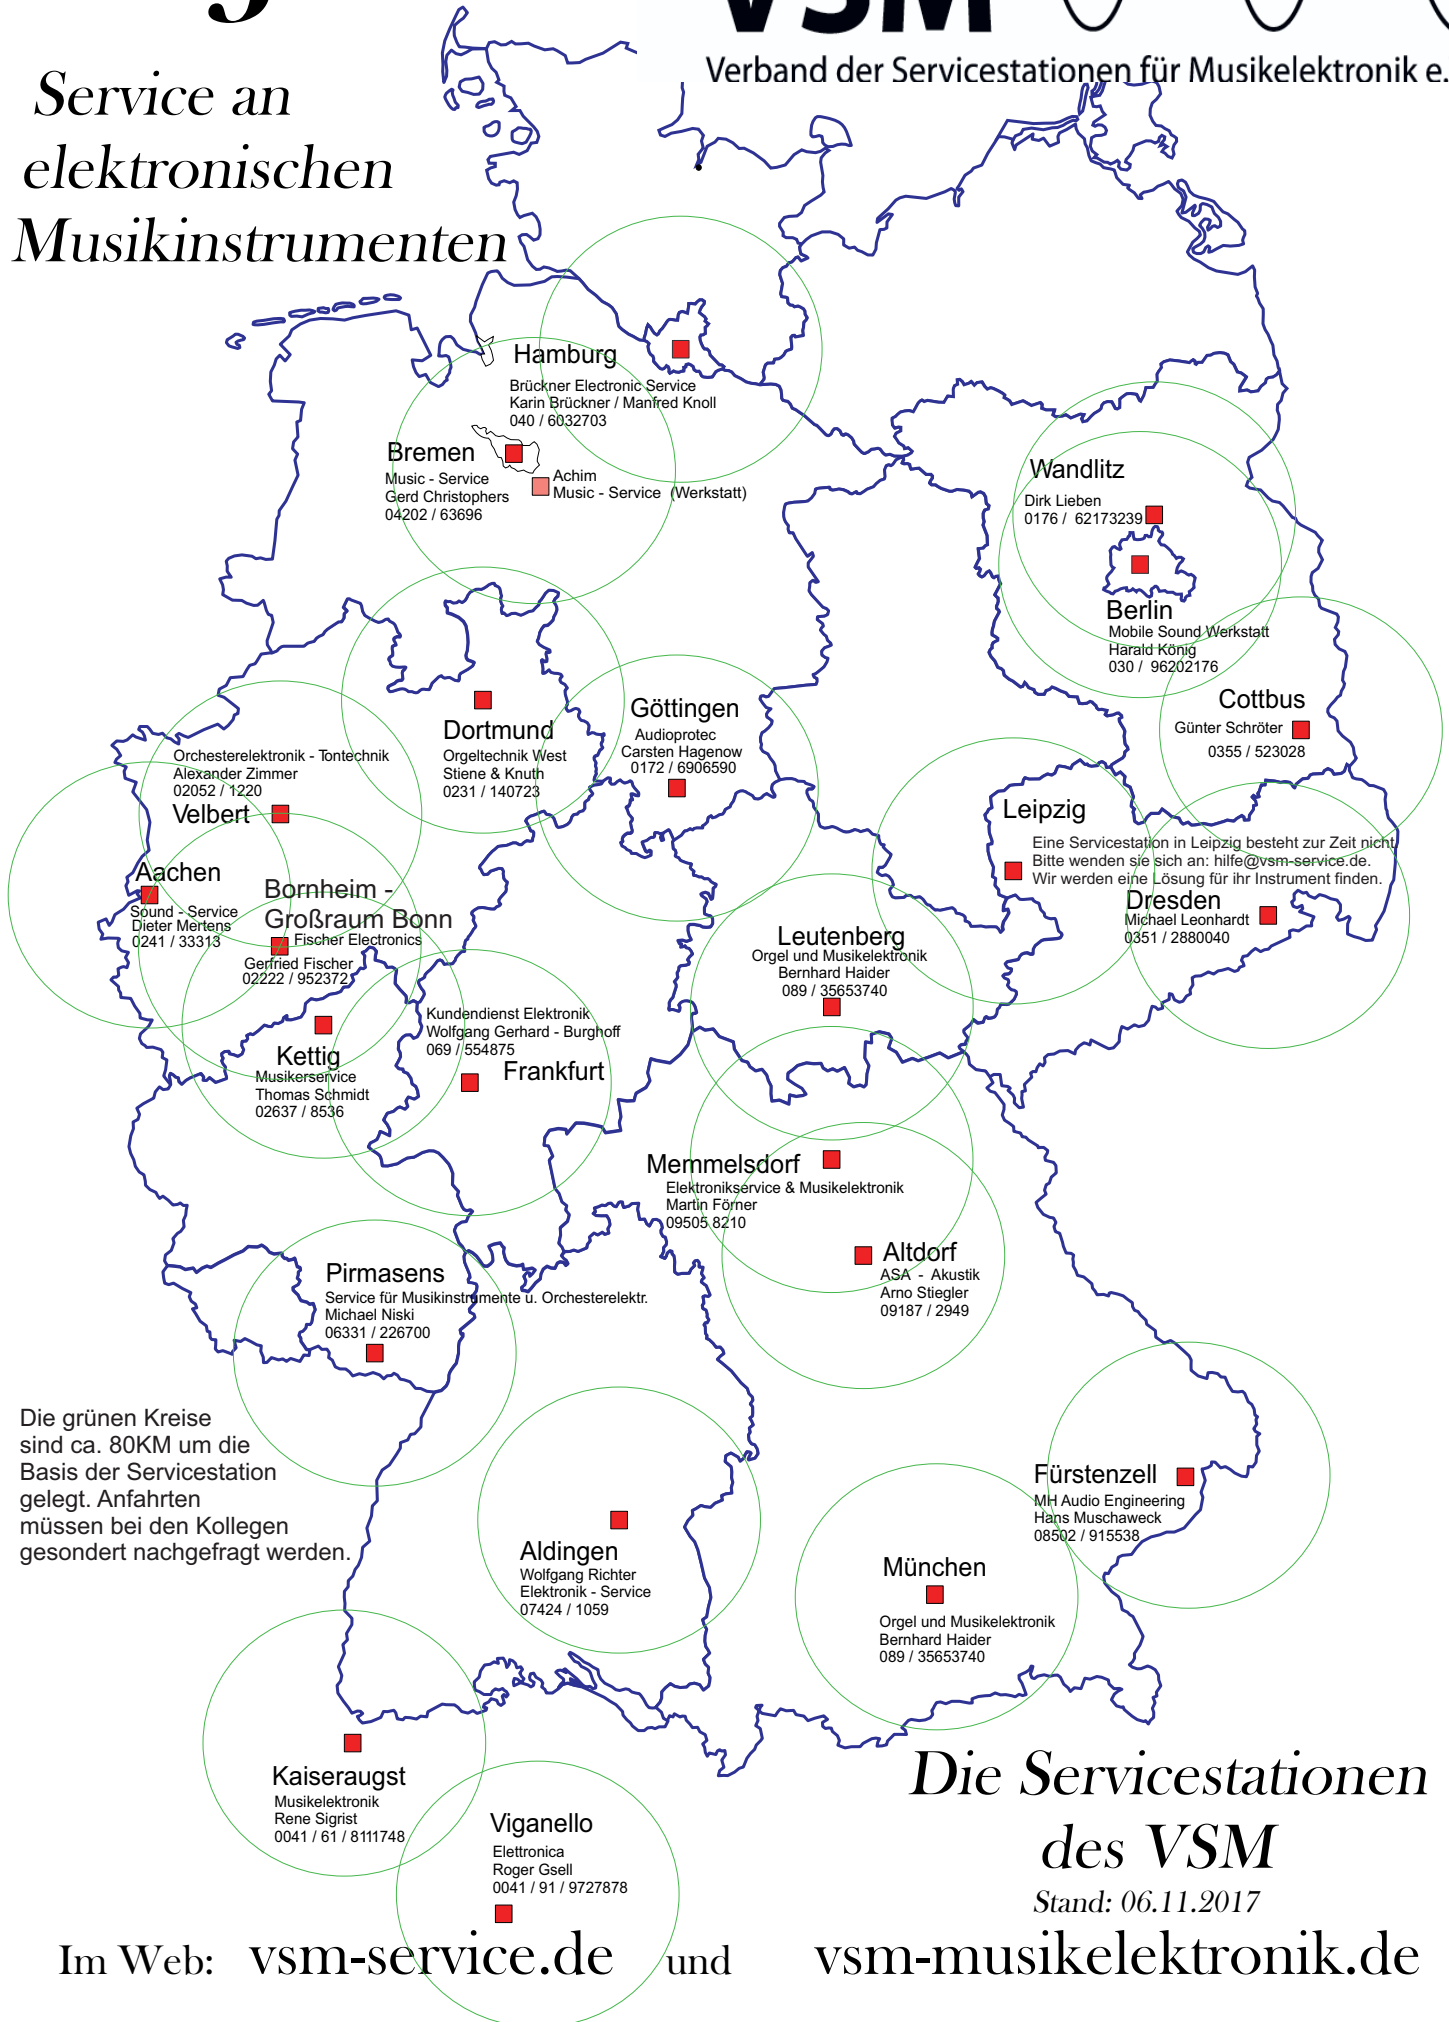 VSM
Verband der Servicestationen für Musikelektronik e.
Service an
elektronischen
Musikinstrumenten
Hamburg
Brückner Electronic Service
Karin Brückner / Manfred Knoll
040 / 6032703
Bremen
Music - Service
Gerd Christophers
04202 / 63696
Achim
Music - Service (Werkstatt)
Wandlitz
Dirk Lieben
0176 / 62173239
Berlin
Mobile Sound Werkstatt
Harald König
030 / 96202176
Cottbus
Günter Schröter
0355 / 523028
Dortmund
Orgeltechnik West
Stiene & Knuth
0231 / 140723
Göttingen
Audioprotec
Carsten Hagenow
0172 / 6906590
Orchesterelektronik - Tontechnik
Alexander Zimmer
02052 / 1220
Velbert
Leipzig
Eine Servicestation in Leipzig besteht zur Zeit nicht
Bitte wenden sie sich an: hilfe@vsm-service.de.
Wir werden eine Lösung für ihr Instrument finden.
Dresden
Michael Leonhardt
0351 / 2880040
Aachen
Sound - Service
Dieter Mertens
0241 / 33313
Bornheim -
Großraum Bonn
Fischer Electronics
Gerfried Fischer
02222 / 952372
Leutenberg
Orgel und Musikelektronik
Bernhard Haider
089 / 35653740
Kettig
Musikerservice
Thomas Schmidt
02637 / 8536
Kundendienst Elektronik
Wolfgang Gerhard - Burghoff
069 / 554875
Frankfurt
Memmelsdorf
Elektronikservice & Musikelektronik
Martin Förner
09505 8210
Altdorf
ASA - Akustik
Arno Stiegler
09187 / 2949
Pirmasens
Service für Musikinstrumente u. Orchesterelektr.
Michael Niski
06331 / 226700
Die grünen Kreise
sind ca. 80KM um die
Basis der Servicestation
gelegt. Anfahrten
müssen bei den Kollegen
gesondert nachgefragt werden.
Aldingen
Wolfgang Richter
Elektronik - Service
07424 / 1059
Fürstenzell
MH Audio Engineering
Hans Muschaweck
08502 / 915538
München
Orgel und Musikelektronik
Bernhard Haider
089 / 35653740
Kaiseraugst
Musikelektronik
Rene Sigrist
0041 / 61 / 8111748
Viganello
Elettronica
Roger Gsell
0041 / 91 / 9727878
Die Servicestationen
des VSM
Stand: 06.11.2017
Im Web: vsm-service.de und vsm-musikelektronik.de